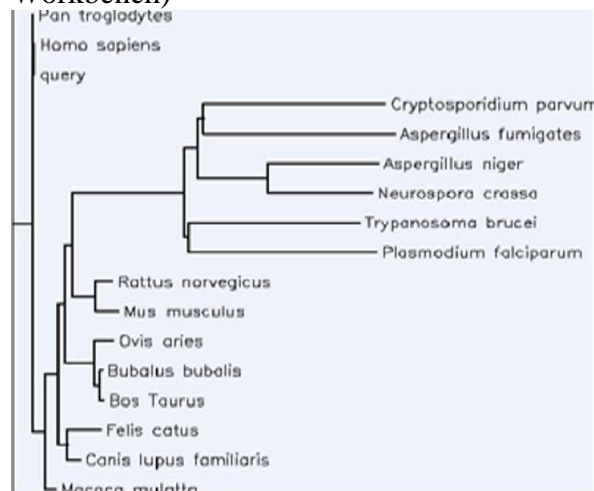 Workbench)
Pan troglodytes
Homo sapiens
query
Cryptosporidium parvum
Aspergillus fumigates
Aspergillus niger
Neurospora crassa
Trypanosoma brucei
Plasmodium falciparum
Rattus norvegicus
Mus musculus
Ovis aries
Bubalus bubalis
Bos Taurus
Felis catus
Canis lupus familiaris
Macaca mulatta